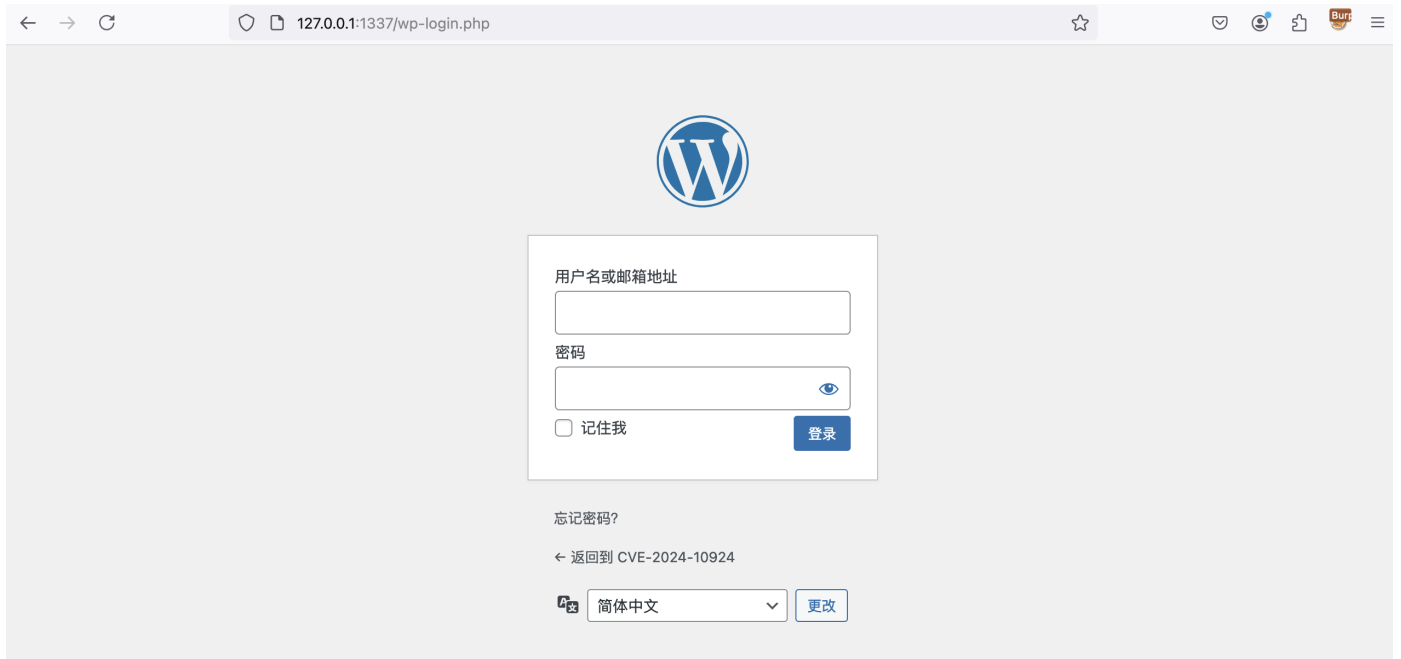 127.0.0.1:1337/wp-login.php
Burp
用户名或邮箱地址
密码
记住我
登录
忘记密码?
← 返回到 CVE-2024-10924
简体中文
更改